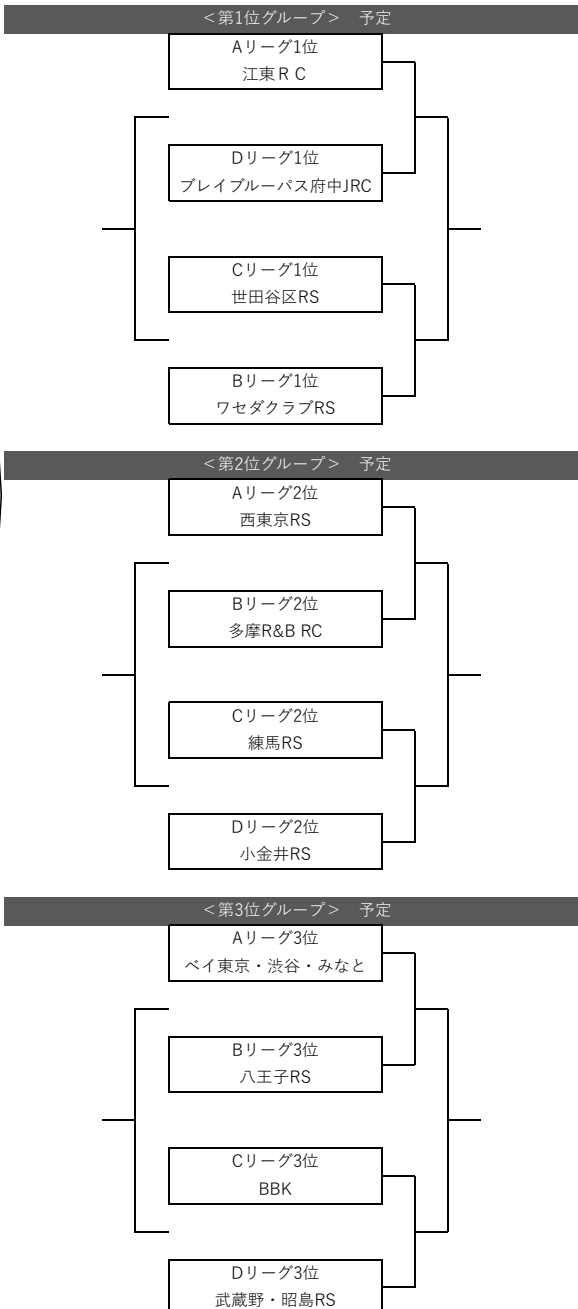 ＜第1位グループ＞　予定
Aリーグ1位
江東ＲＣ
Dリーグ1位
ブレイブルーパス府中JRC
Cリーグ1位
世田谷区RS
Bリーグ1位
ワセダクラブRS
＜第2位グループ＞　予定
Aリーグ2位
西東京RS
Bリーグ2位
多摩R&B RC
Cリーグ2位
練馬RS
Dリーグ2位
小金井RS
＜第3位グループ＞　予定
Aリーグ3位
ベイ東京・渋谷・みなと
Bリーグ3位
八王子RS
Cリーグ3位
BBK
Dリーグ3位
武蔵野・昭島RS